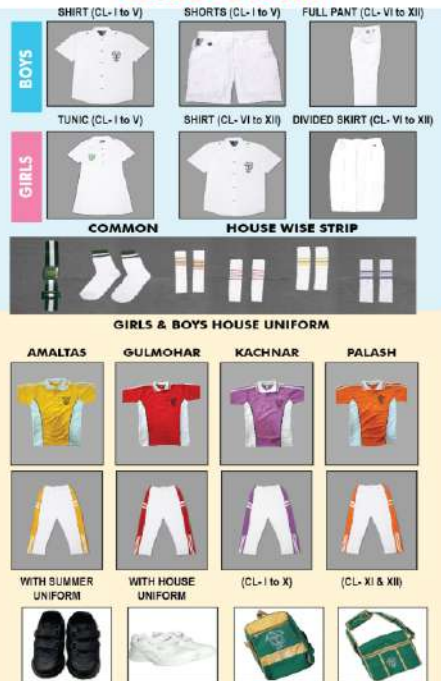 SHIRT (CL- I to V)
SHORTS (CL- I to V)
FULL PANT (CL- VI to XII)
BOYS
TUNIC (CL- I to V)
SHIRT (CL- VI to XII)
DIVIDED SKIRT (CL- VI to XII)
GIRLS
COMMON
HOUSE WISE STRIP
GIRLS & BOYS HOUSE UNIFORM
AMALTAS
GULMOHAR
KACHNAR
PALASH
WITH SUMMER
UNIFORM
WITH HOUSE
UNIFORM
(CL- I to X)
(CL- XI & XII)